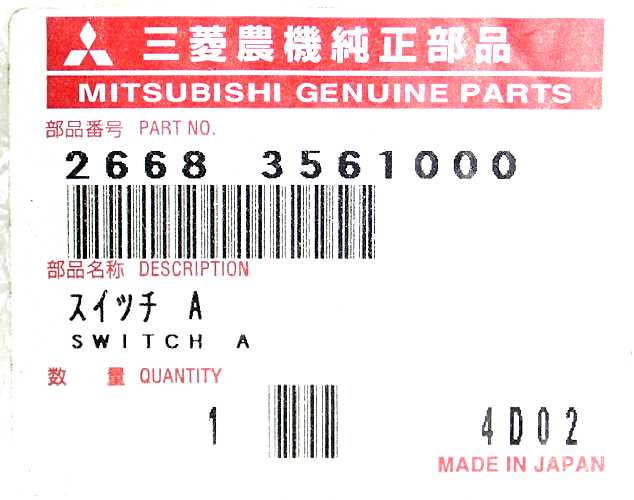 三菱農機純正部品
MITSUBISHI GENUINE PARTS
部品番号 PART NO.
2668 3561000
部品名称 DESCRIPTION
スイッチ A
SWITCH A
数 量 QUANTITY
1 4D02
MADE IN JAPAN